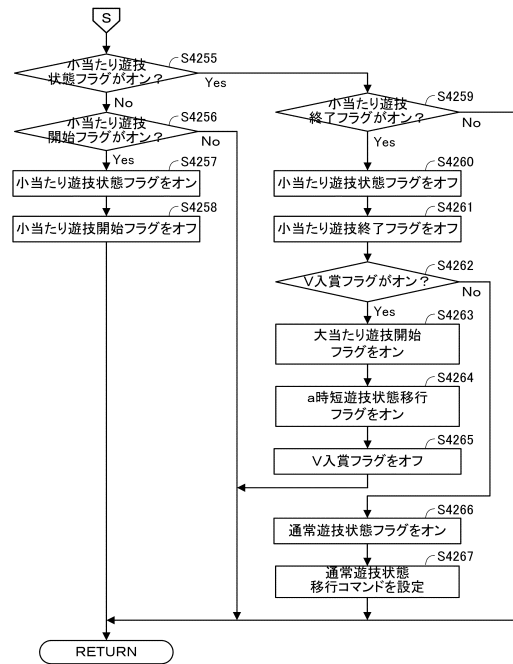 S
S4255
小当たり遊技
状態フラグがオン？
Yes
No
S4256
小当たり遊技
開始フラグがオン？
No
Yes
S4257
小当たり遊技状態フラグをオン
S4258
小当たり遊技開始フラグをオフ
S4259
小当たり遊技
終了フラグがオン？
No
Yes
S4260
小当たり遊技状態フラグをオフ
S4261
小当たり遊技終了フラグをオフ
S4262
V入賞フラグがオン？
No
Yes
S4263
大当たり遊技開始
フラグをオン
S4264
a時短遊技状態移行
フラグをオン
S4265
V入賞フラグをオフ
S4266
通常遊技状態フラグをオン
S4267
通常遊技状態
移行コマンドを設定
RETURN